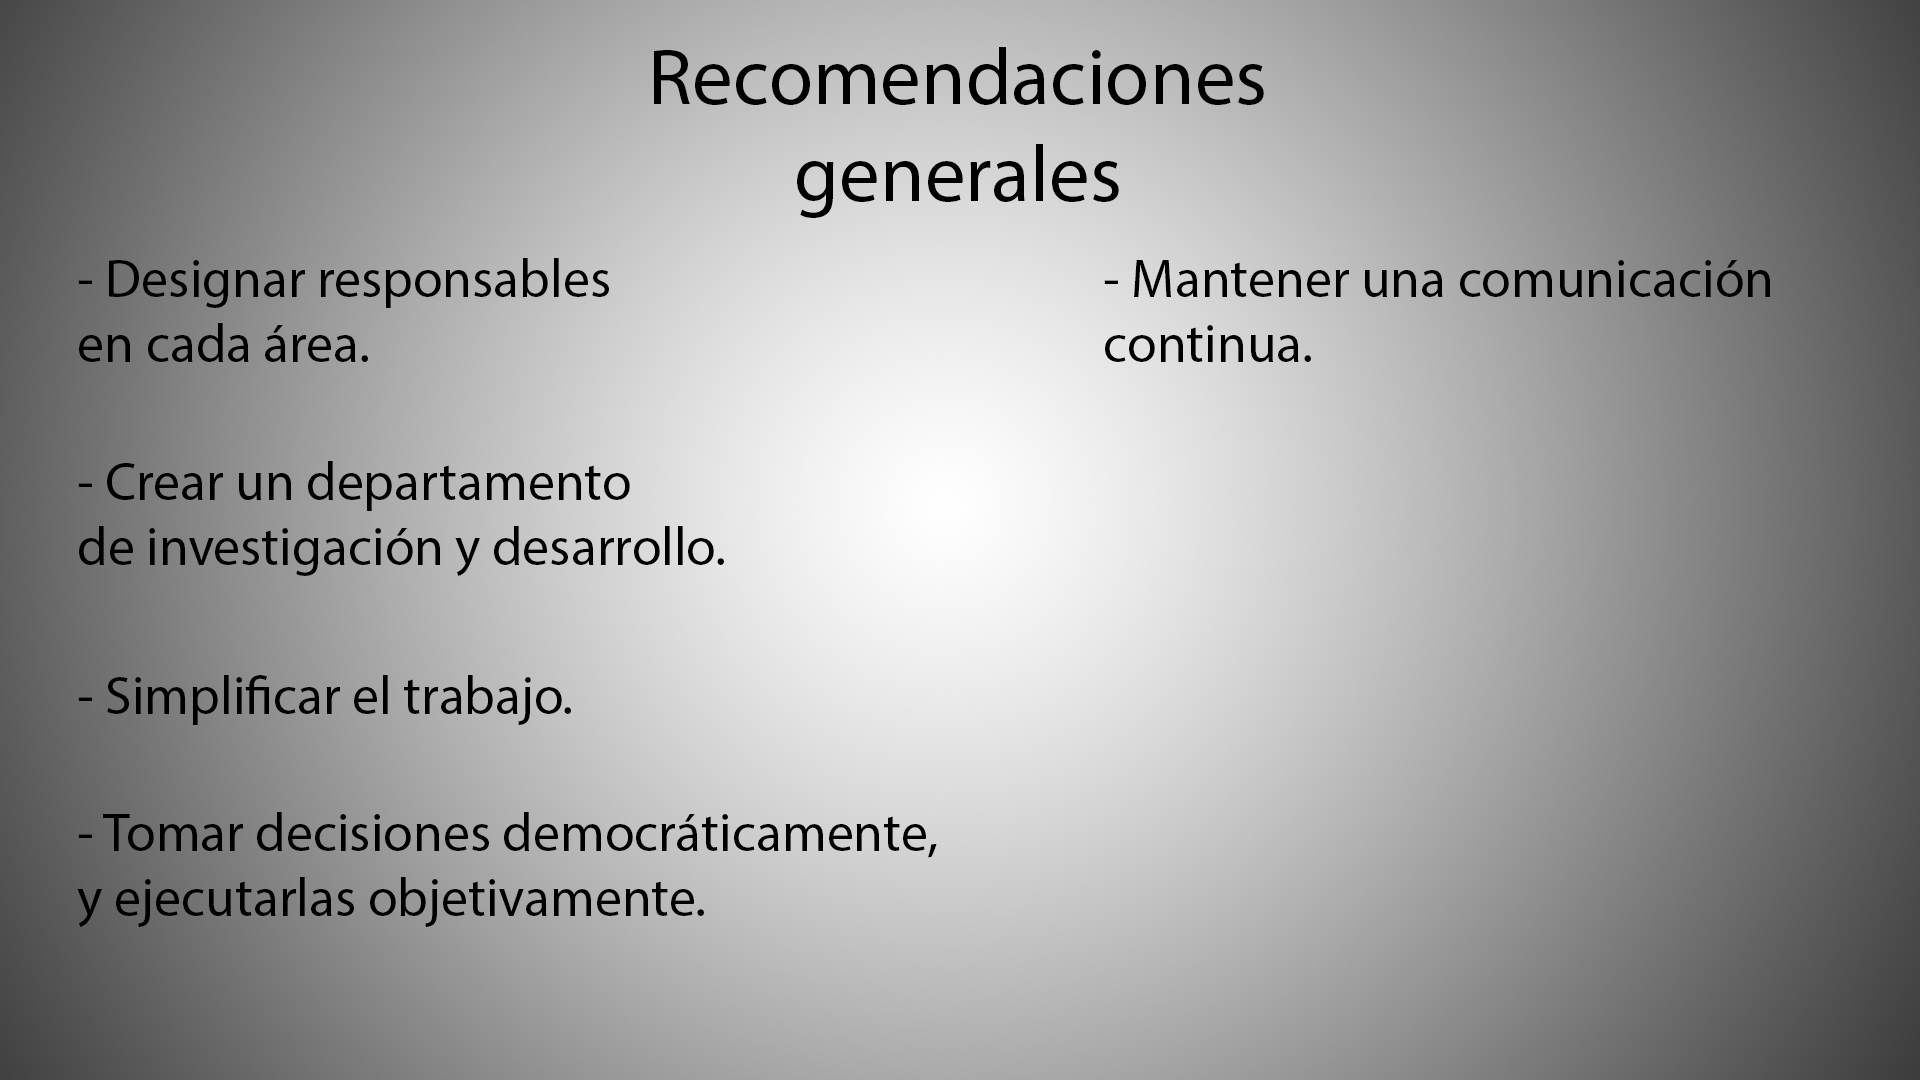 Recomendaciones
generales
- Designar responsables
en cada área.
- Crear un departamento
de investigación y desarrollo.
- Simplificar el trabajo.
- Tomar decisiones democráticamente,
y ejecutarlas objetivamente.
- Mantener una comunicación
continua.